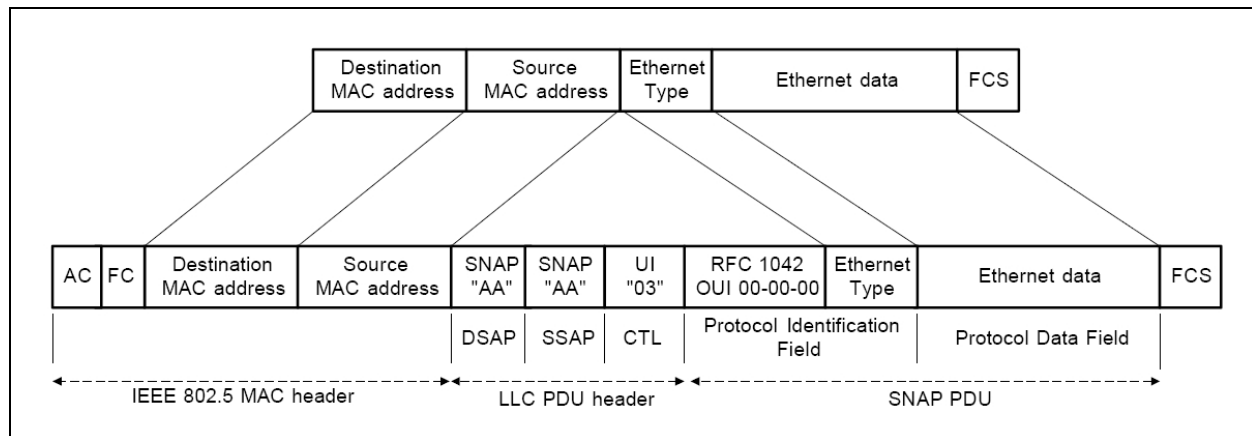 Destination
MAC address
Source
MAC address
Ethernet
Type
Ethernet data
FCS
AC
FC
Destination
MAC address
Source
MAC address
SNAP
"AA"
SNAP
"AA"
UI
"03"
RFC 1042
OUI 00-00-00
Ethernet
Type
Ethernet data
FCS
DSAP
SSAP
CTL
Protocol Identification
Field
Protocol Data Field
IEEE 802.5 MAC header
LLC PDU header
SNAP PDU